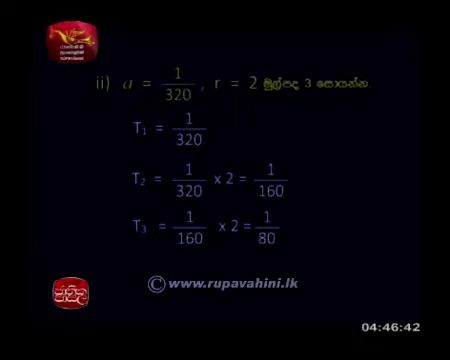 ii) a = 1/320 , r = 2 මුල්පද 3 සොයන්න.
T₁ = 1/320
T₂ = 1/320 x 2 = 1/160
T₃ = 1/160 x 2 = 1/80
© www.rupavahini.lk
04:46:42